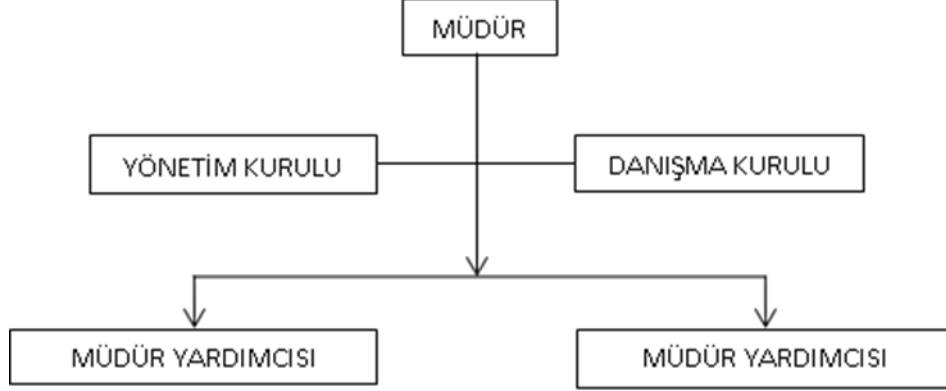 MÜDÜR
YÖNETİM KURULU
DANIŞMA KURULU
MÜDÜR YARDIMCISI
MÜDÜR YARDIMCISI